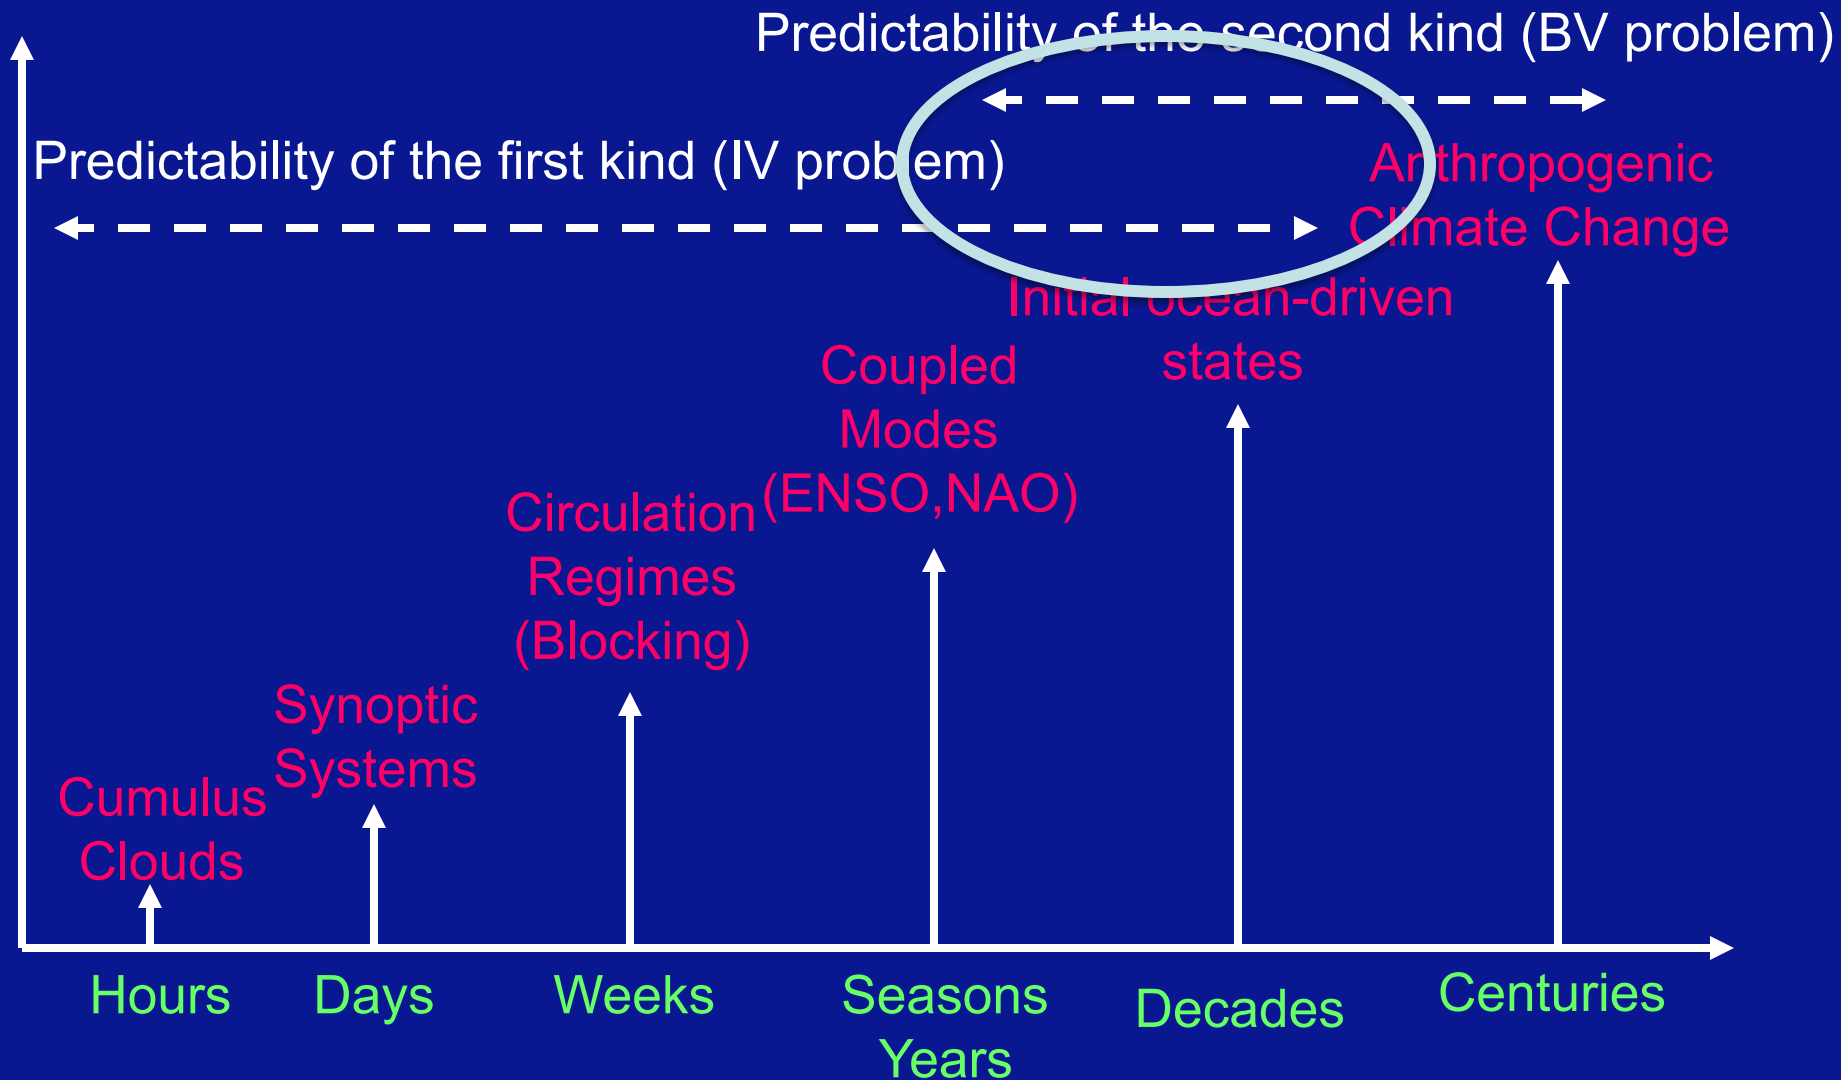 Predictability of the second kind (BV problem)
Predictability of the first kind (IV problem)
Anthropogenic
Climate Change
Initial ocean-driven
states
Coupled
Modes
(ENSO,NAO)
Circulation
Regimes
(Blocking)
Synoptic
Systems
Cumulus
Clouds
Hours
Days
Weeks
Seasons
Years
Decades
Centuries